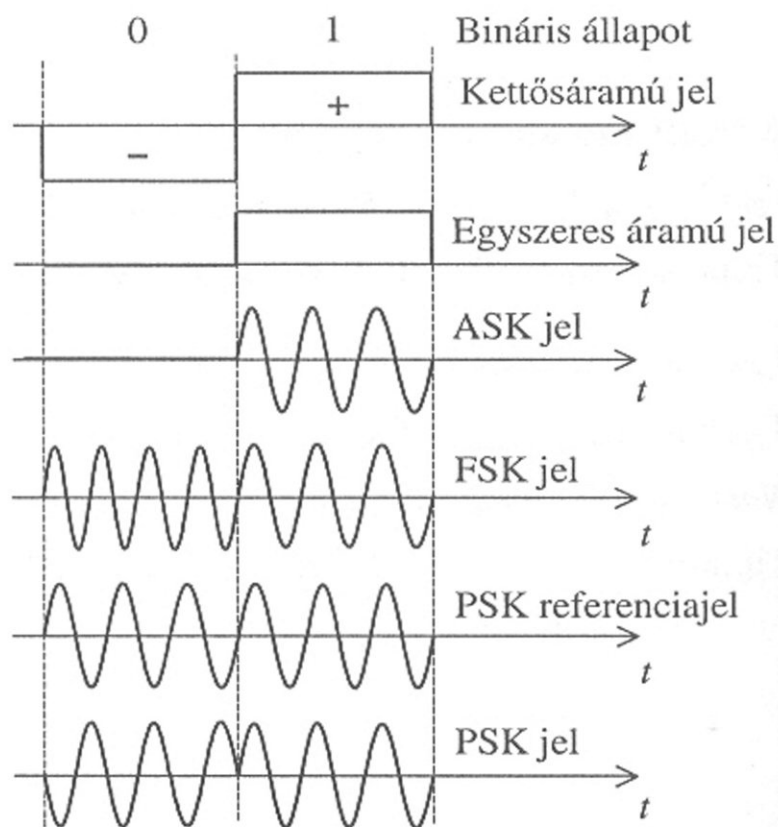 0 1 Bináris állapot
Kettősáramú jel
+
−
t
Egyszeres áramú jel
t
ASK jel
t
FSK jel
t
PSK referenciajel
t
PSK jel
t